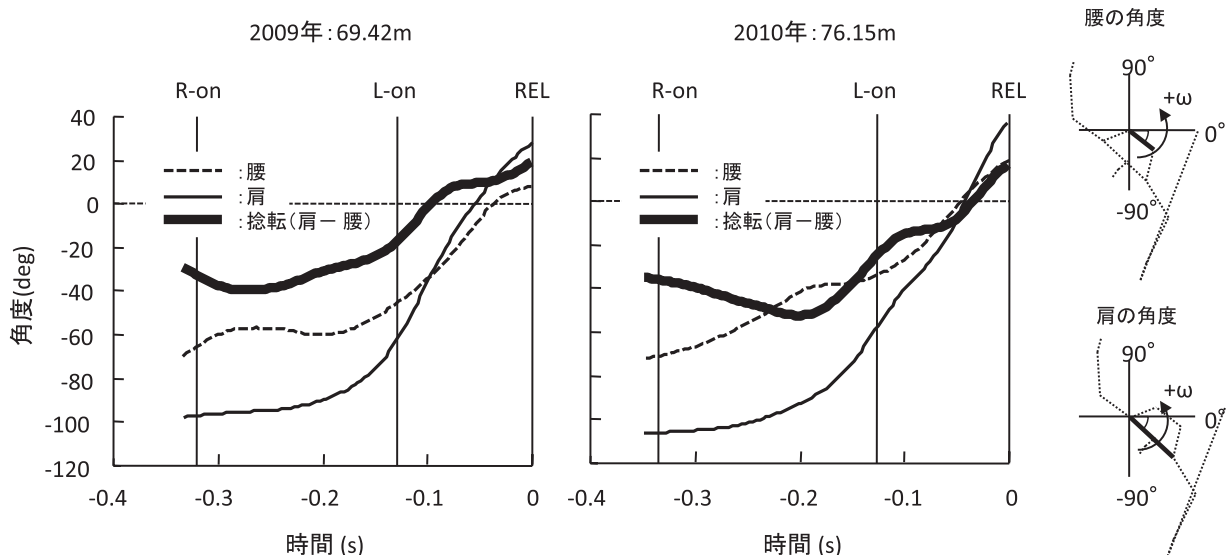 2009年：69.42m
2010年：76.15m
R-on
L-on
REL
R-on
L-on
REL
40
20
0
-20
-40
-60
-80
-100
-120
角度(deg)
：腰
：肩
：捻転（肩ー腰）
：腰
：肩
：捻転（肩ー腰）
-0.4
-0.3
-0.2
-0.1
0
-0.4
-0.3
-0.2
-0.1
0
時間 (s)
時間 (s)
腰の角度
90°
+ω
0°
-90°
肩の角度
90°
+ω
0°
-90°